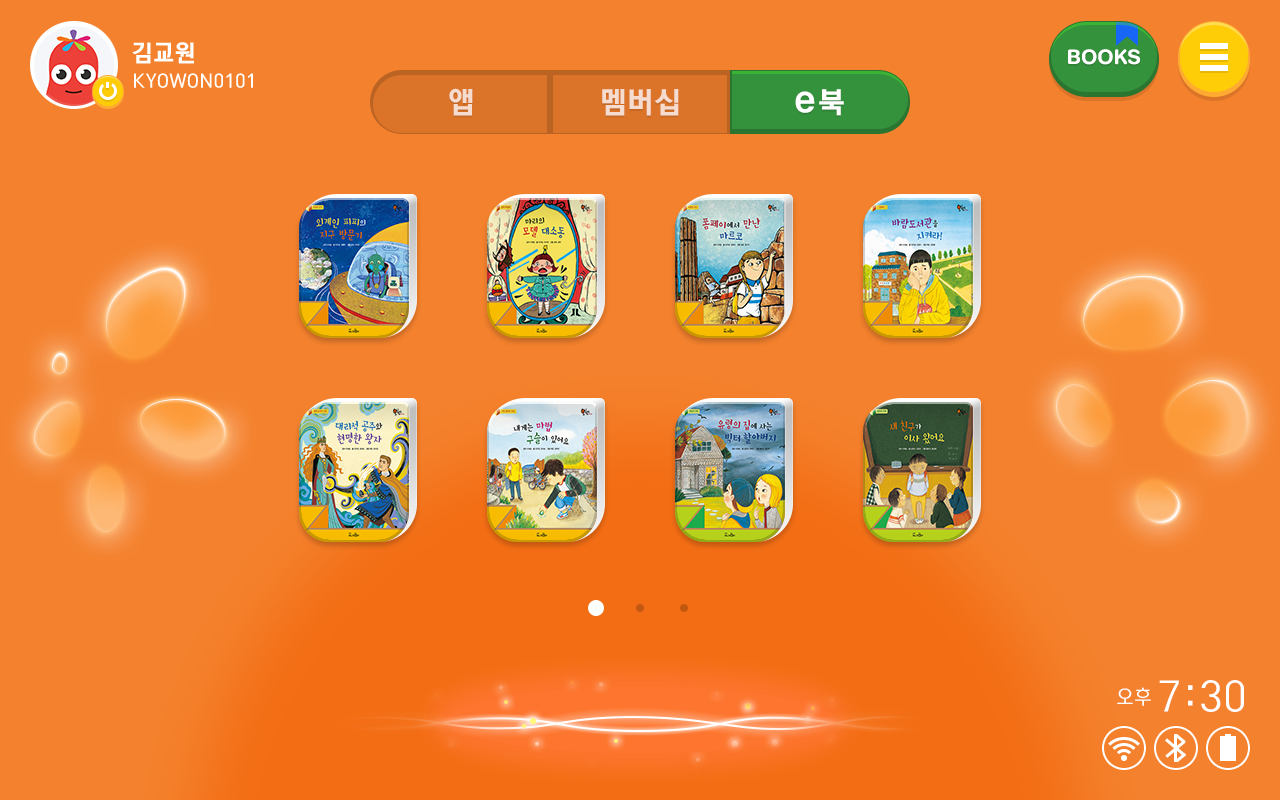 김교원
KYOWON0101
앱
멤버십
e북
BOOKS
외계인 피피의
지구 방문기
마리의
모델 대소동
폼페이에서 만난
마르코
바람도서관을
지켜라!
대리석 공주와
현명한 왕자
내게는 마법
구슬이 있어요
유령의 집에 사는
빅터 할아버지
새 친구가
이사 왔어요
오후 7:30